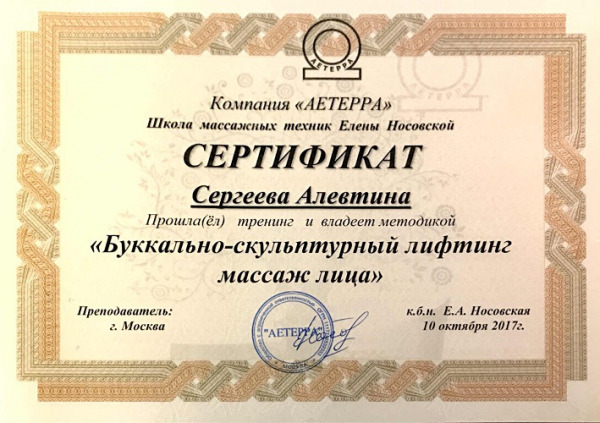 АЕТЕРРА
Компания «АЕТЕРРА»
Школа массажных техник Елены Носовской
СЕРТИФИКАТ
Сергеева Алевтина
Прошла(ёл) тренинг и владеет методикой
«Буккально-скульптурный лифтинг
массаж лица»
Преподаватель:
г. Москва
к.б.н. Е.А. Носовская
10 октября 2017г.
"АЕТЕРРА"
МОСКВА